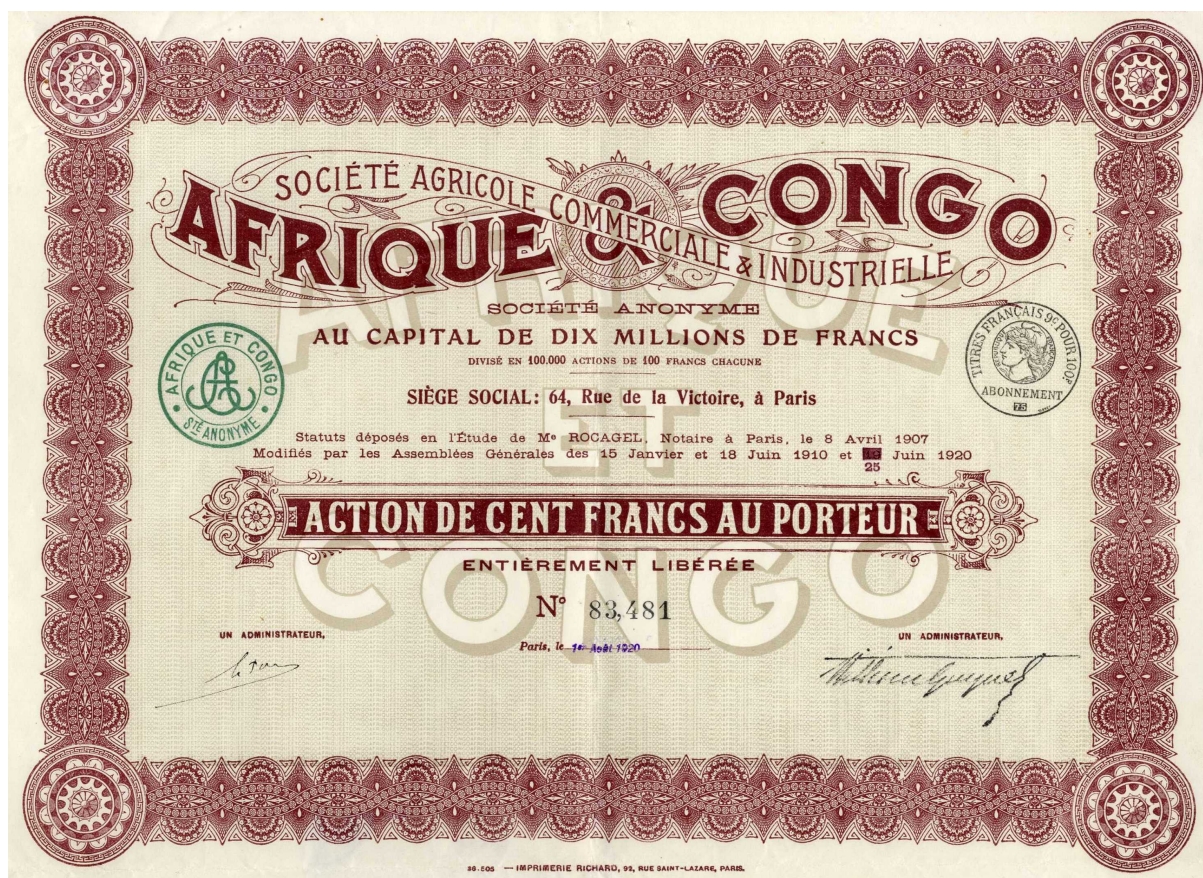 SOCIÉTÉ AGRICOLE COMMERCIALE & INDUSTRIELLE
AFRIQUE & CONGO
SOCIÉTÉ ANONYME
AU CAPITAL DE DIX MILLIONS DE FRANCS
DIVISÉ EN 100.000 ACTIONS DE 100 FRANCS CHACUNE
SIÈGE SOCIAL: 64, Rue de la Victoire, à Paris
AFRIQUE ET CONGO
STÉ ANONYME
TITRES FRANÇAIS 9c POUR 100f
ABONNEMENT
75
Statuts déposés en l'Étude de Me ROCAGEL, Notaire à Paris, le 8 Avril 1907
Modifiés par les Assemblées Générales des 15 Janvier et 18 Juin 1910 et Juin 1920
25
ACTION DE CENT FRANCS AU PORTEUR
ENTIÈREMENT LIBÉRÉE
No 83,481
UN ADMINISTRATEUR,
Paris, le 1er Août 1920
UN ADMINISTRATEUR,
AFRIQUE
ET
CONGO
— IMPRIMERIE RICHARD, 92, RUE SAINT-LAZARE, PARIS.